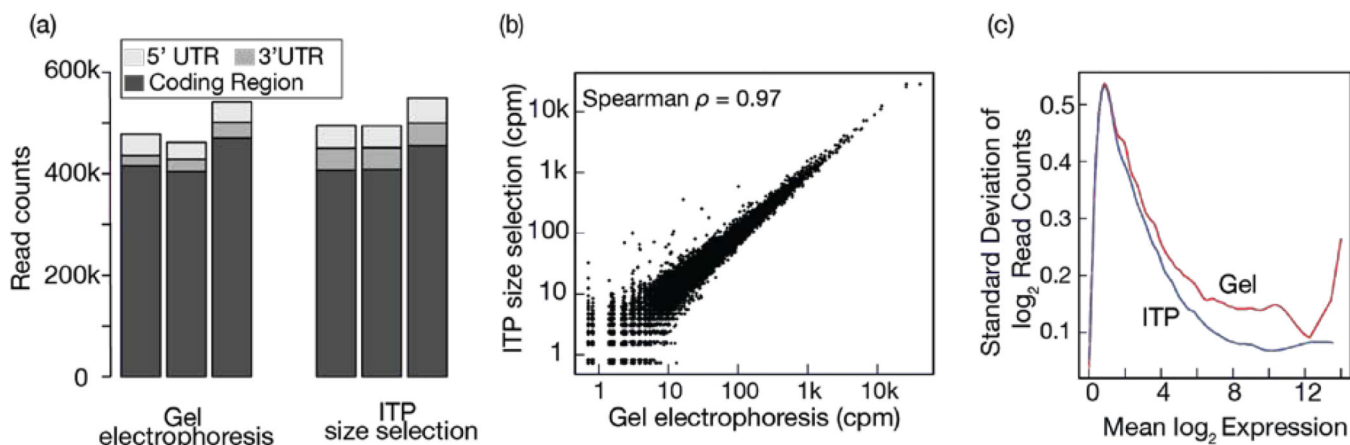 (a)
5' UTR 3'UTR
Coding Region
600k
400k
200k
0
Read counts
Gel
electrophoresis
ITP
size selection
(b)
Spearman ρ = 0.97
10k
1k
100
10
1
ITP size selection (cpm)
1 10 100 1k 10k
Gel electrophoresis (cpm)
(c)
0.5
0.4
0.3
0.2
0.1
Standard Deviation of
log2 Read Counts
Gel
ITP
0 4 8 12
Mean log2 Expression